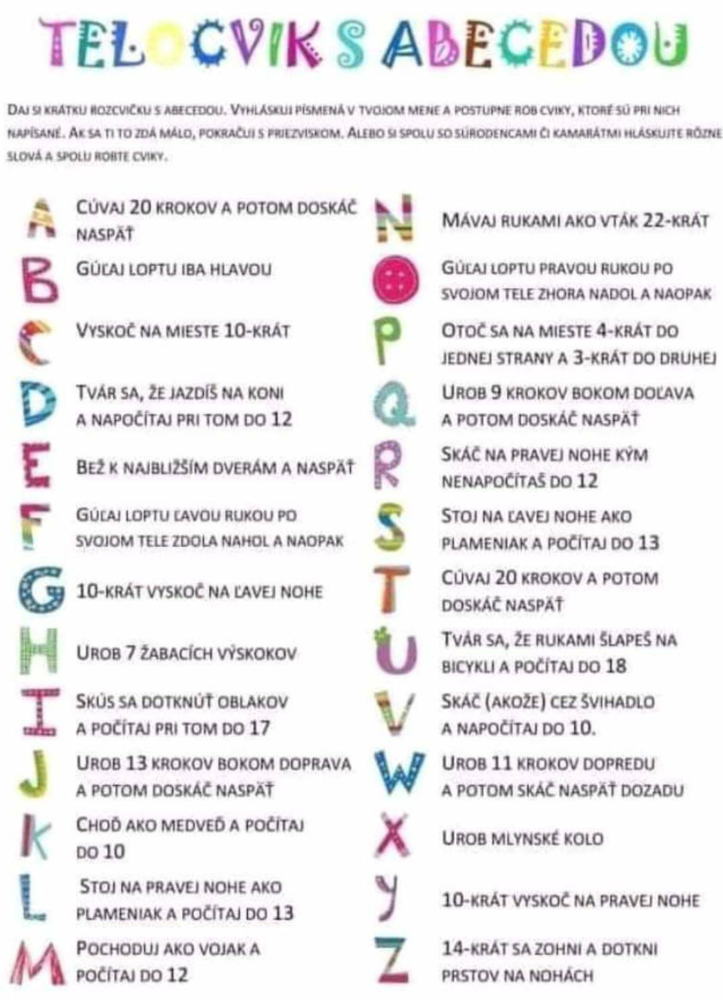 TELOCVIK S ABECEDOU
DAJ SI KRÁTKU ROZCVIČKU S ABECEDOU. VYHLÁSKUJ PÍSMENÁ V TVOJOM MENE A POSTUPNE ROB CVIKY, KTORÉ SÚ PRI NICH
NAPÍSANÉ. AK SA TI TO ZDÁ MÁLO, POKRAČUJ S PRIEZVISKOM. ALEBO SI SPOLU SO SÚRODENCAMI ČI KAMARÁTMI HLÁSKUJTE RÔZNE
SLOVÁ A SPOLU ROBTE CVIKY.
A CÚVAJ 20 KROKOV A POTOM DOSKÁČ
NASPÄŤ
B GÚĽAJ LOPTU IBA HLAVOU
C VYSKOČ NA MIESTE 10-KRÁT
D TVÁR SA, ŽE JAZDÍŠ NA KONI
A NAPOČÍTAJ PRI TOM DO 12
E BEŽ K NAJBLIŽŠÍM DVERÁM A NASPÄŤ
F GÚĽAJ LOPTU ĽAVOU RUKOU PO
SVOJOM TELE ZDOLA NAHOL A NAOPAK
G 10-KRÁT VYSKOČ NA ĽAVEJ NOHE
H UROB 7 ŽABACÍCH VÝSKOKOV
I SKÚS SA DOTKNÚŤ OBLAKOV
A POČÍTAJ PRI TOM DO 17
J UROB 13 KROKOV BOKOM DOPRAVA
A POTOM DOSKÁČ NASPÄŤ
K CHOĎ AKO MEDVEĎ A POČÍTAJ
DO 10
L STOJ NA PRAVEJ NOHE AKO
PLAMENIAK A POČÍTAJ DO 13
M POCHODUJ AKO VOJAK A
POČÍTAJ DO 12
N MÁVAJ RUKAMI AKO VTÁK 22-KRÁT
O GÚĽAJ LOPTU PRAVOU RUKOU PO
SVOJOM TELE ZHORA NADOL A NAOPAK
P OTOČ SA NA MIESTE 4-KRÁT DO
JEDNEJ STRANY A 3-KRÁT DO DRUHEJ
Q UROB 9 KROKOV BOKOM DOĽAVA
A POTOM DOSKÁČ NASPÄŤ
R SKÁČ NA PRAVEJ NOHE KÝM
NENAPOČÍTAŠ DO 12
S STOJ NA ĽAVEJ NOHE AKO
PLAMENIAK A POČÍTAJ DO 13
T CÚVAJ 20 KROKOV A POTOM
DOSKÁČ NASPÄŤ
U TVÁR SA, ŽE RUKAMI ŠLAPEŠ NA
BICYKLI A POČÍTAJ DO 18
V SKÁČ (AKOŽE) CEZ ŠVIHADLO
A NAPOČÍTAJ DO 10.
W UROB 11 KROKOV DOPREDU
A POTOM SKÁČ NASPÄŤ DOZADU
X UROB MLYNSKÉ KOLO
Y 10-KRÁT VYSKOČ NA PRAVEJ NOHE
Z 14-KRÁT SA ZOHNI A DOTKNI
PRSTOV NA NOHÁCH